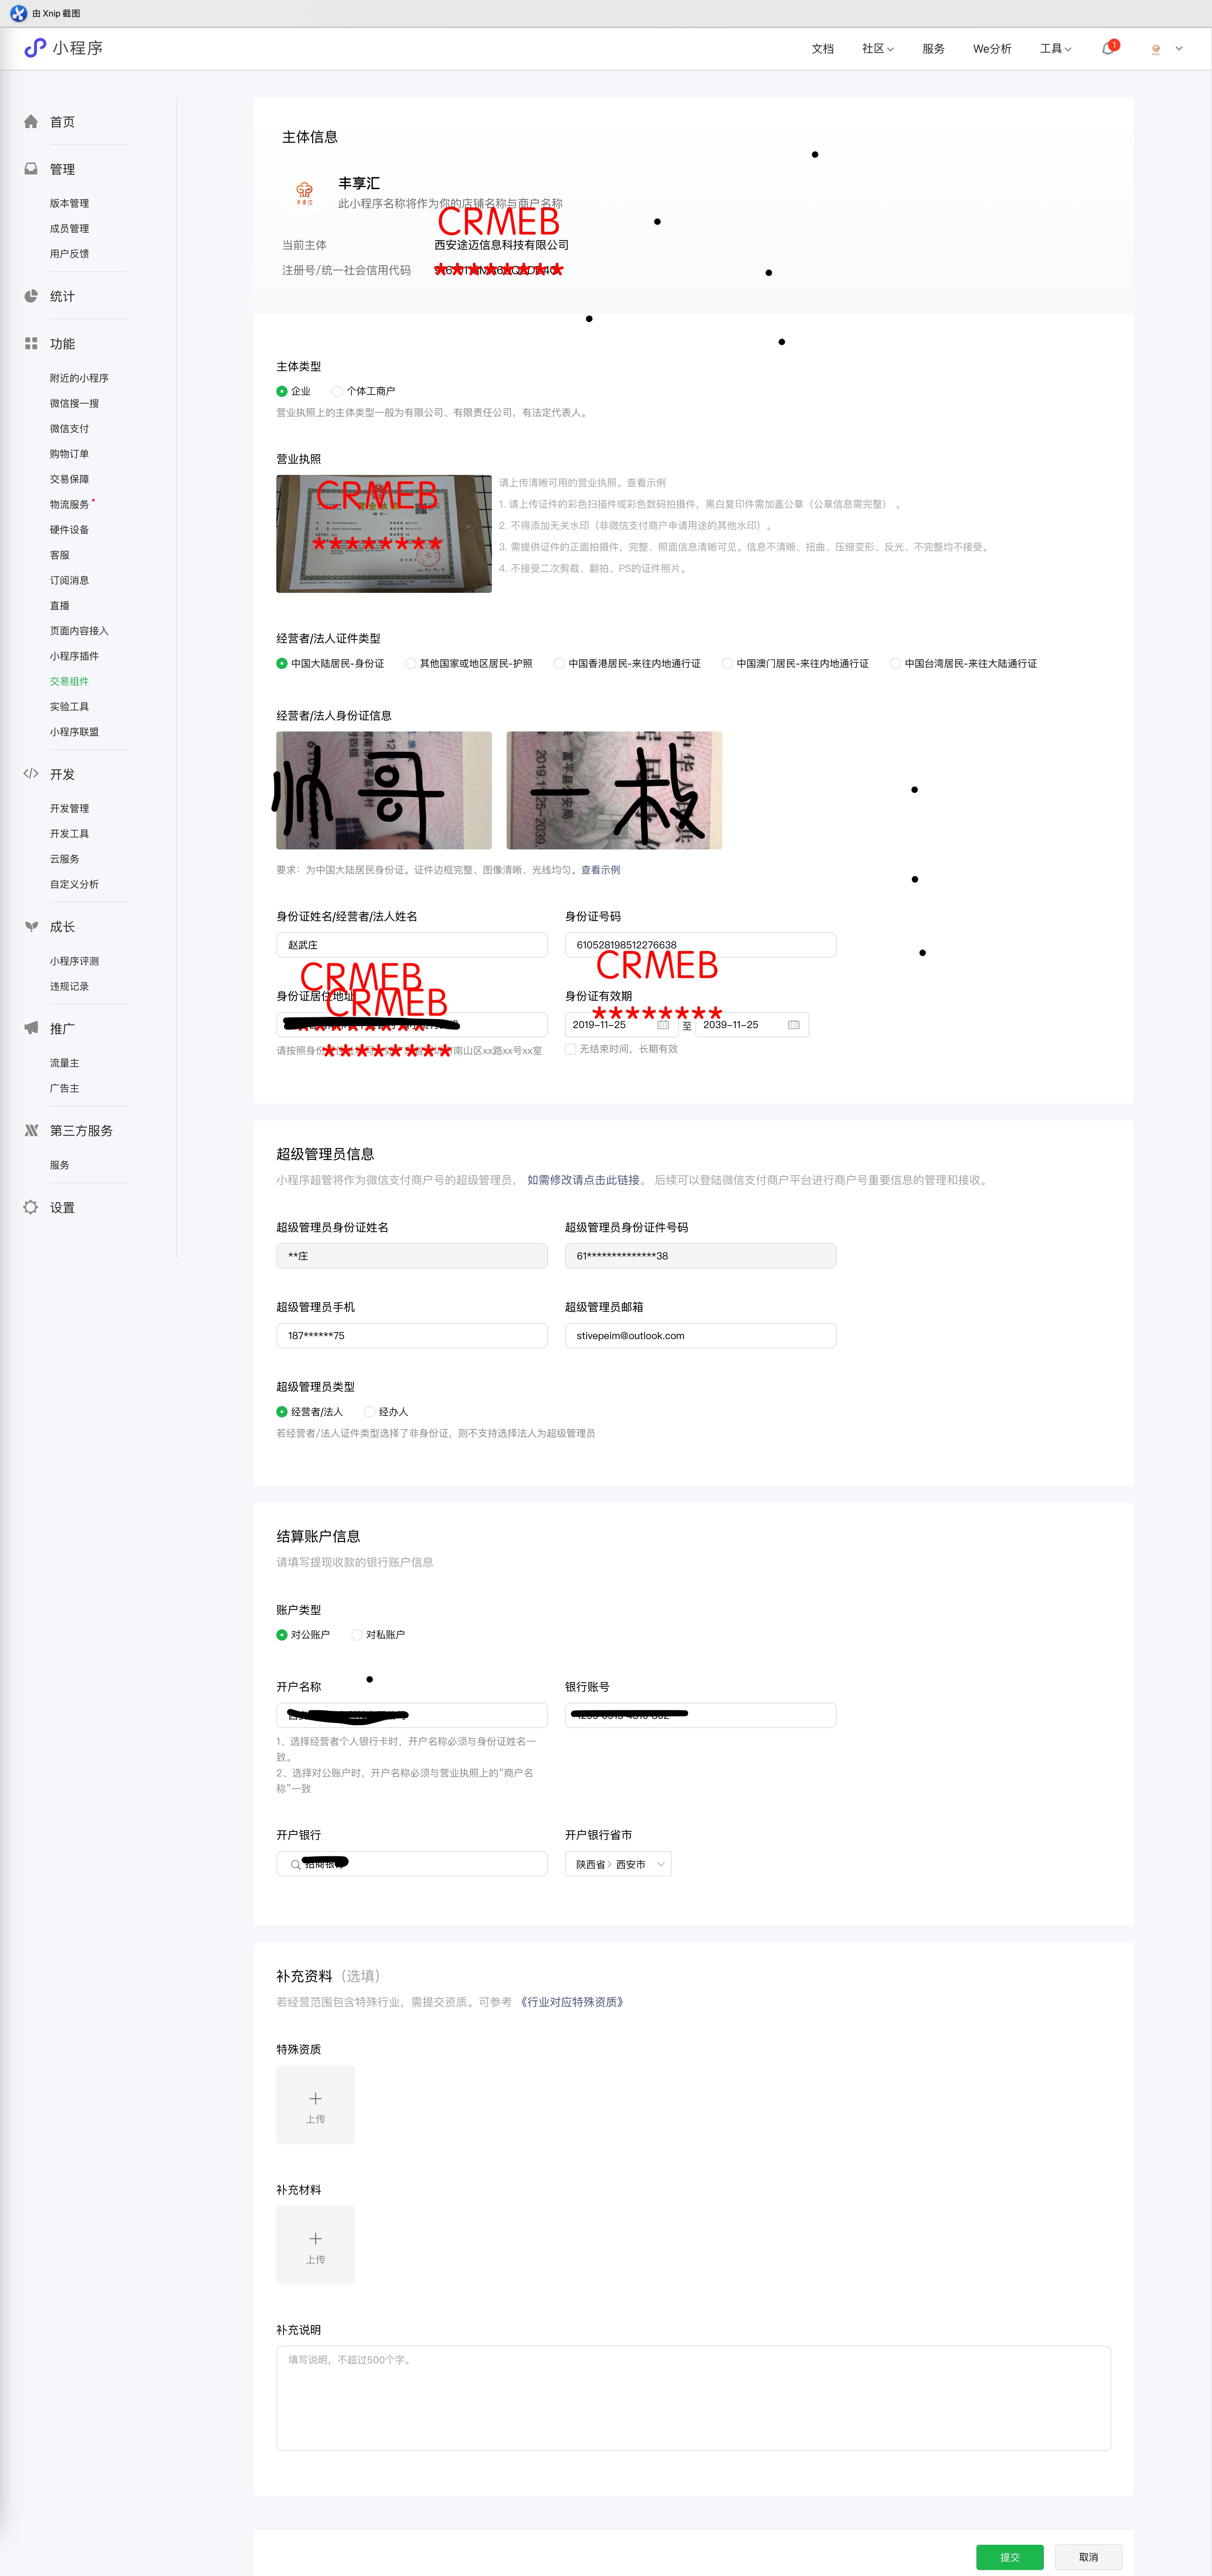 由 Xnip 截图
小程序
文档 社区 服务 We分析 工具 1
首页
管理
版本管理
成员管理
用户反馈
统计
功能
附近的小程序
微信搜一搜
微信支付
购物订单
交易保障
物流服务
硬件设备
客服
订阅消息
直播
页面内容接入
小程序插件
交易组件
实验工具
小程序联盟
开发
开发管理
开发工具
云服务
自定义分析
成长
小程序评测
违规记录
推广
流量主
广告主
第三方服务
服务
设置
主体信息
丰享汇
此小程序名称将作为你的店铺名称与商户名称
CRMEB
当前主体 西安途迈信息科技有限公司
注册号/统一社会信用代码 ********
主体类型
企业 个体工商户
营业执照上的主体类型一般为有限公司、有限责任公司，有法定代表人。
营业执照
CRMEB
********
请上传清晰可用的营业执照。查看示例
1. 请上传证件的彩色扫描件或彩色数码拍摄件，黑白复印件需加盖公章（公章信息需完整）。
2. 不得添加无关水印（非微信支付商户申请用途的其他水印）。
3. 需提供证件的正面拍摄件，完整、照面信息清晰可见。信息不清晰、扭曲、压缩变形、反光、不完整均不接受。
4. 不接受二次剪裁、翻拍、PS的证件照片。
经营者/法人证件类型
中国大陆居民-身份证 其他国家或地区居民-护照 中国香港居民-来往内地通行证 中国澳门居民-来往内地通行证 中国台湾居民-来往大陆通行证
经营者/法人身份证信息
帅哥 一枚
要求：为中国大陆居民身份证。证件边框完整、图像清晰、光线均匀。查看示例
身份证姓名/经营者/法人姓名 身份证号码
赵武庄 610528198512276638
CRMEB CRMEB
CRMEB
身份证居住地址 身份证有效期
******** 2019-11-25 至 2039-11-25
********
请按照身份 南山区xx路xx号xx室 无结束时间，长期有效
超级管理员信息
小程序超管将作为微信支付商户号的超级管理员， 如需修改请点击此链接。 后续可以登陆微信支付商户平台进行商户号重要信息的管理和接收。
超级管理员身份证姓名 超级管理员身份证件号码
**庄 61**************38
超级管理员手机 超级管理员邮箱
187******75 stivepeim@outlook.com
超级管理员类型
经营者/法人 经办人
若经营者/法人证件类型选择了非身份证，则不支持选择法人为超级管理员
结算账户信息
请填写提现收款的银行账户信息
账户类型
对公账户 对私账户
开户名称 银行账号
1、选择经营者个人银行卡时，开户名称必须与身份证姓名一
致。
2、选择对公账户时，开户名称必须与营业执照上的“商户名
称”一致
开户银行 开户银行省市
陕西省 西安市
补充资料（选填）
若经营范围包含特殊行业，需提交资质。可参考 《行业对应特殊资质》
特殊资质
上传
补充材料
上传
补充说明
填写说明，不超过500个字。
提交 取消